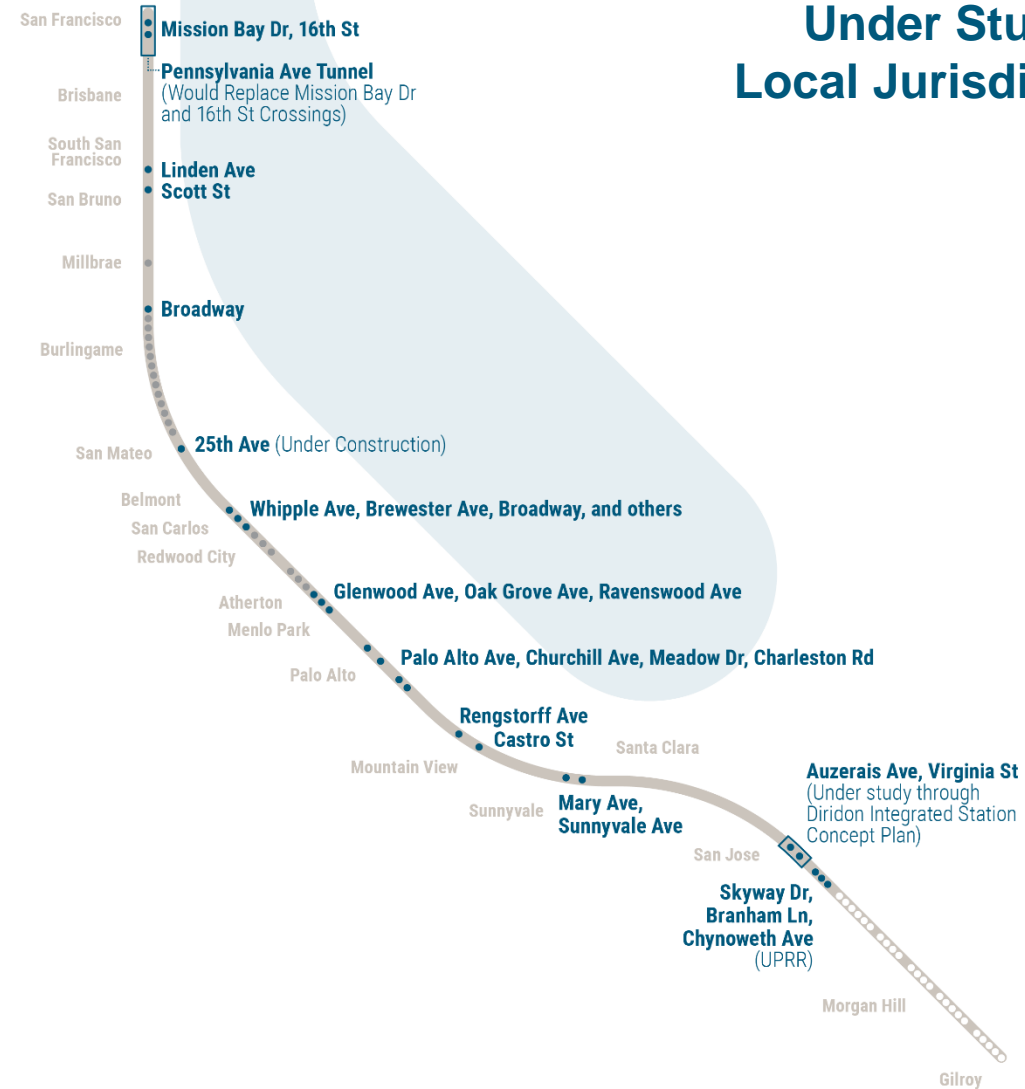 Under Stu
Local Jurisdi
San Francisco
Mission Bay Dr, 16th St
Pennsylvania Ave Tunnel
(Would Replace Mission Bay Dr
and 16th St Crossings)
Brisbane
South San
Francisco
Linden Ave
Scott St
San Bruno
Millbrae
Broadway
Burlingame
25th Ave (Under Construction)
San Mateo
Belmont
Whipple Ave, Brewester Ave, Broadway, and others
San Carlos
Redwood City
Glenwood Ave, Oak Grove Ave, Ravenswood Ave
Atherton
Menlo Park
Palo Alto Ave, Churchill Ave, Meadow Dr, Charleston Rd
Palo Alto
Rengstorff Ave
Castro St
Santa Clara
Mountain View
Auzerais Ave, Virginia St
(Under study through
Diridon Integrated Station
Concept Plan)
Sunnyvale
Mary Ave,
Sunnyvale Ave
San Jose
Skyway Dr,
Branham Ln,
Chynoweth Ave
(UPRR)
Morgan Hill
Gilroy